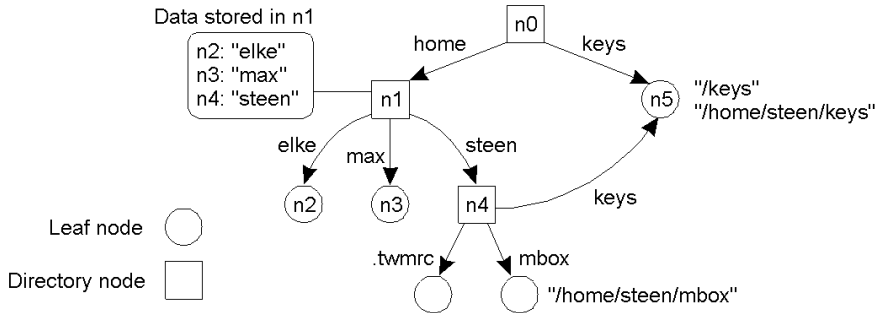 Data stored in n1
n0
home
keys
n2: "elke"
n3: "max"
n4: "steen"
n1
n5
"/keys"
"/home/steen/keys"
elke
max
steen
keys
n2
n3
n4
Leaf node
.twmrc
mbox
Directory node
"/home/steen/mbox"